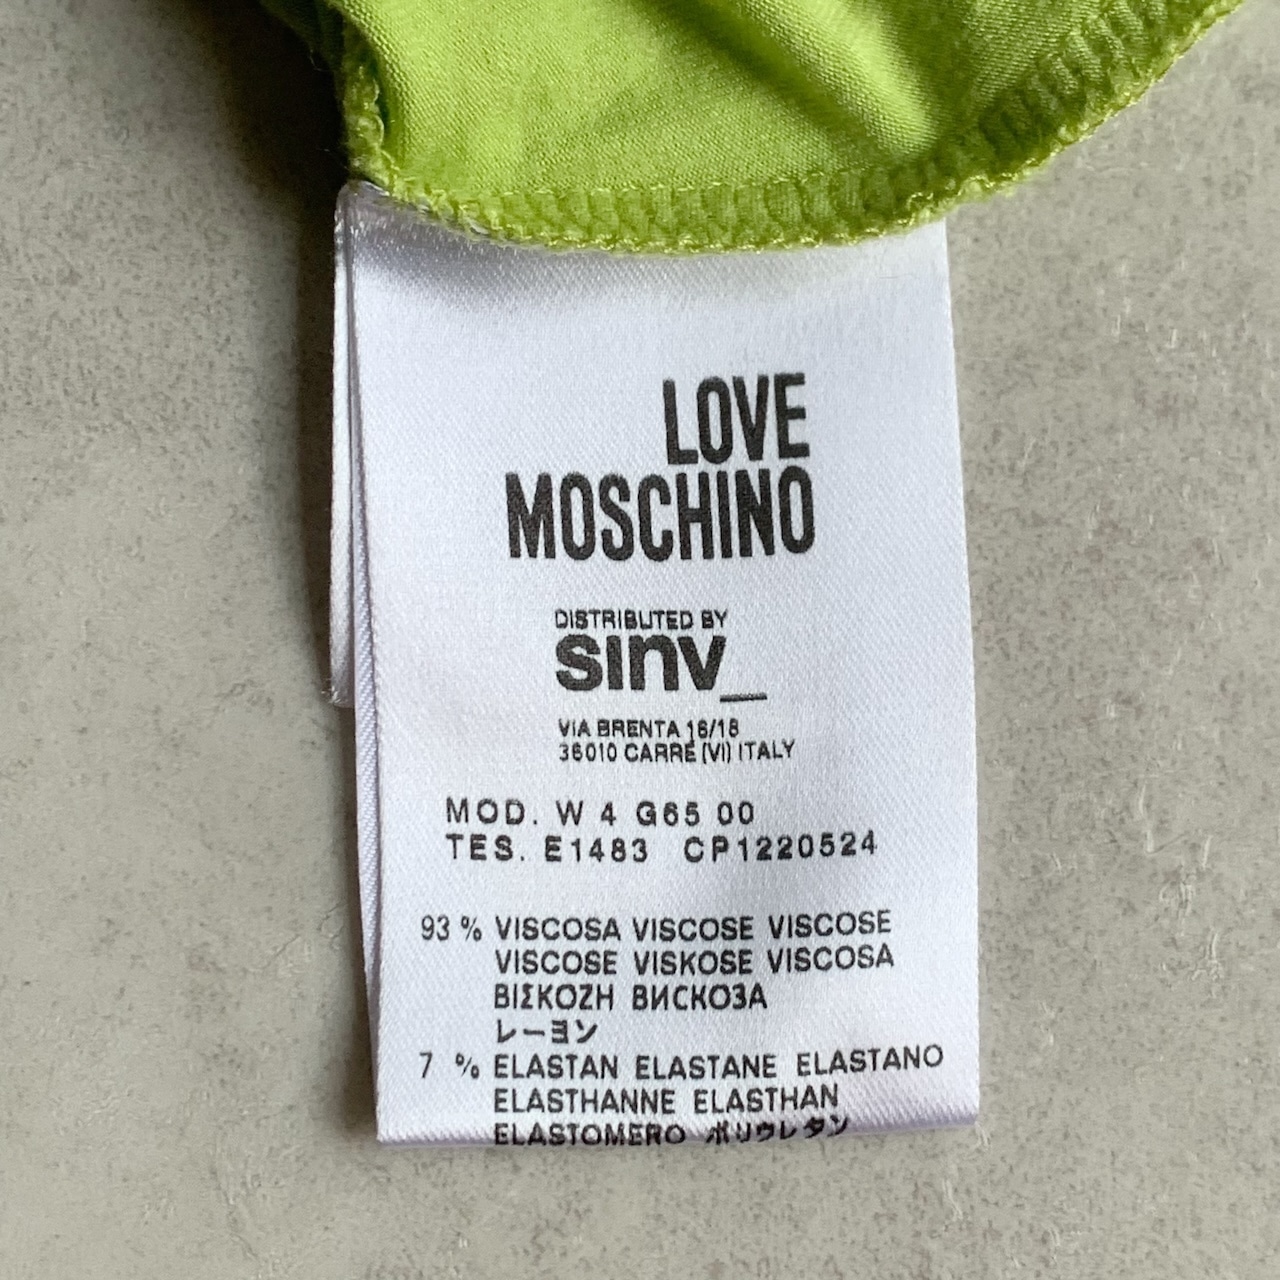 LOVE
MOSCHINO
DISTRIBUTED BY
sinv_
VIA BRENTA 16/18
36010 CARRÈ (VI) ITALY
MOD. W 4 G65 00
TES. E1483 CP1220524
93 % VISCOSA VISCOSE VISCOSE
VISCOSE VISKOSE VISCOSA
ΒΙΣΚΟΖΗ ВИСКОЗА
レーヨン
7 % ELASTAN ELASTANE ELASTANO
ELASTHANNE ELASTHAN
ELASTOMERO ポリウレタン